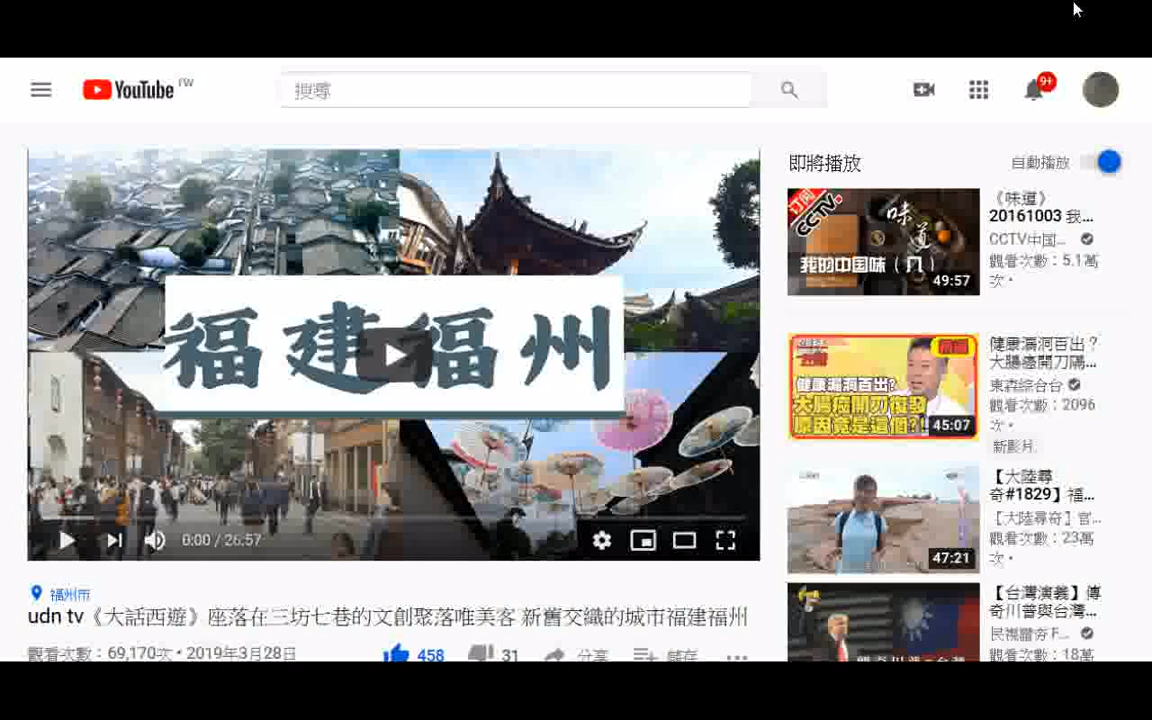 YouTube TW
搜尋
9+
福建福州
0:00 / 26:57
福州市
udn tv《大話西遊》座落在三坊七巷的文創聚落唯美客 新舊交織的城市福建福州
觀看次數：69,170次 • 2019年3月28日
458
31
分享
儲存
即將播放
自動播放
订阅
CCTV
味道
我的中国味（几）
49:57
《味道》
20161003 我...
CCTV中国...
觀看次數：5.1萬
次 •
健康漏洞百出?
大腸癌開刀復發
原因竟是這個?!
45:07
健康漏洞百出？
大腸癌開刀隔...
東森綜合台
觀看次數：2096
次 •
新影片
47:21
【大陸尋
奇#1829】福...
【大陸尋奇】官...
觀看次數：23萬
次 •
【台灣演義】傳
奇川普與台灣...
民視讚夯 F...
觀看次數：18萬